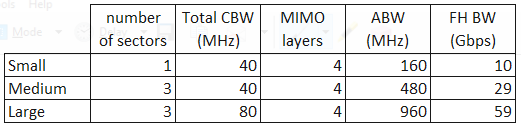 Help
Mode
number Total CBW MIMO ABW FH BW
of sectors (MHz) layers (MHz) (Gbps)
Small 1 40 4 160 10
Medium 3 40 4 480 29
Large 3 80 4 960 59